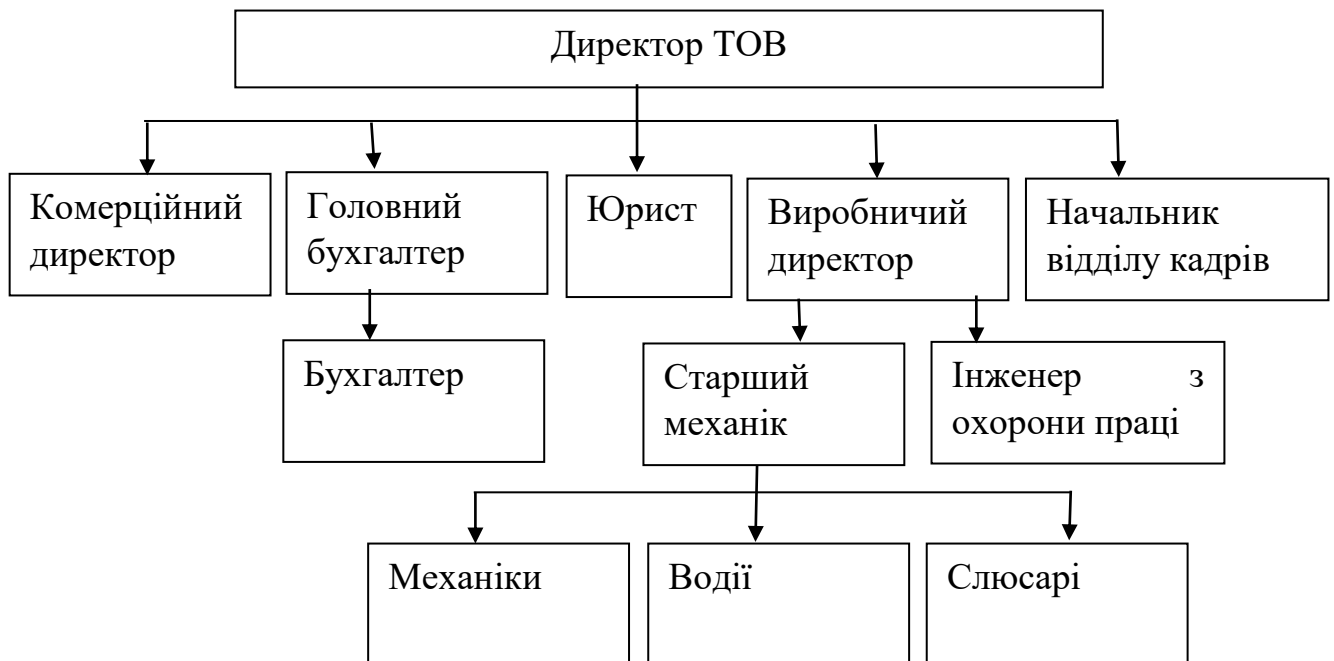 Директор ТОВ
Комерційний
директор
Головний
бухгалтер
Юрист
Виробничий
директор
Начальник
відділу кадрів
Бухгалтер
Старший
механік
Інженер з
охорони праці
Механіки
Водії
Слюсарі